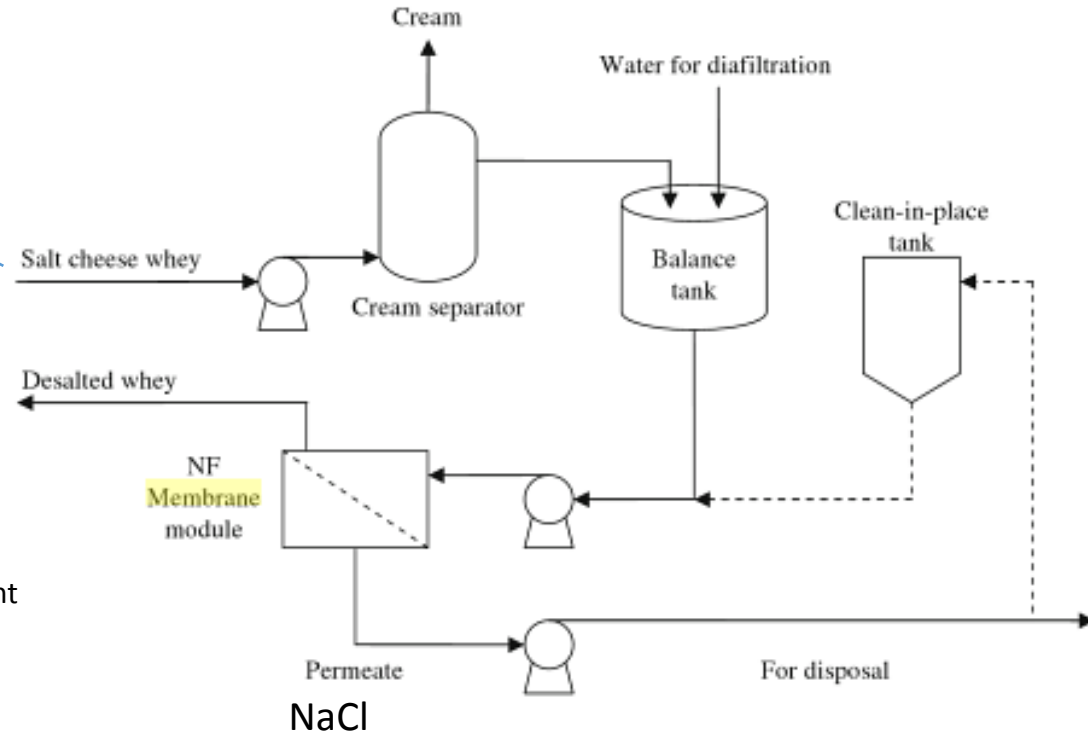 Cream
Water for diafiltration
Clean-in-place
tank
Salt cheese whey
Balance
tank
Cream separator
Desalted whey
NF
Membrane
module
nt
Permeate
For disposal
NaCl